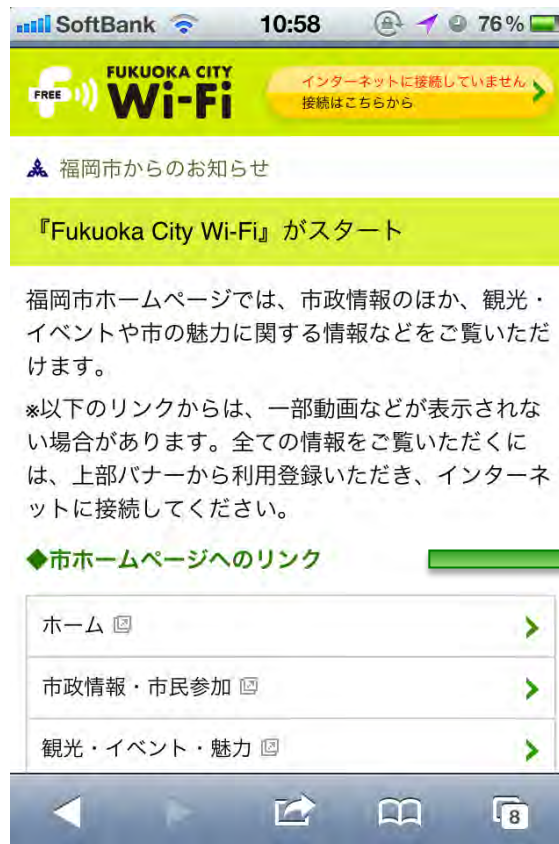 SoftBank 10:58 76%
FREE FUKUOKA CITY Wi-Fi
インターネットに接続していません
接続はこちらから
福岡市からのお知らせ
『Fukuoka City Wi-Fi』がスタート
福岡市ホームページでは、市政情報のほか、観光・
イベントや市の魅力に関する情報などをご覧いただ
けます。
※以下のリンクからは、一部動画などが表示されな
い場合があります。全ての情報をご覧いただくに
は、上部バナーから利用登録いただき、インターネ
ットに接続してください。
◆市ホームページへのリンク
ホーム
市政情報・市民参加
観光・イベント・魅力
8